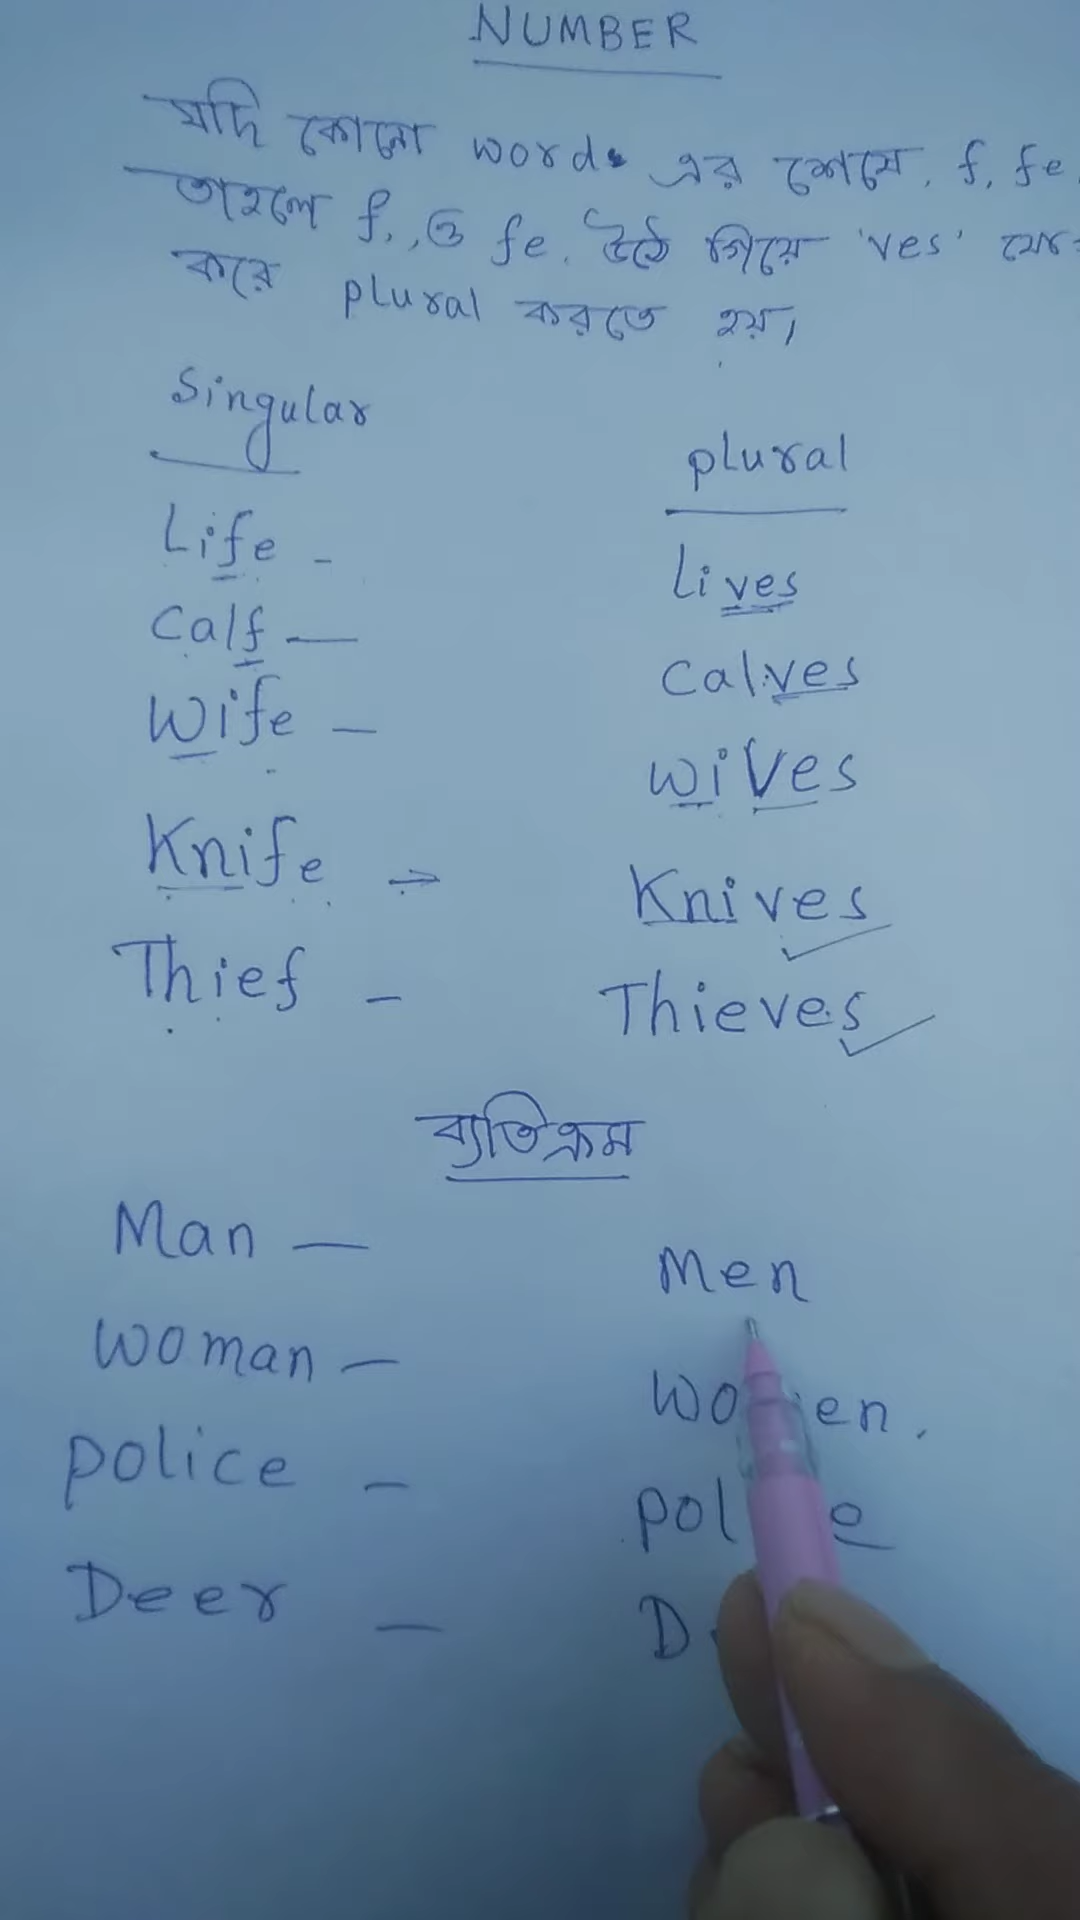 NUMBER
যদি কোনো word এর শেষে, f, fe
তাহলে f, ও fe, উঠে গিয়ে 'ves'
করে plural করতে হয়।
Singular plural
Life - Lives
Calf — Calves
Wife — Wives
Knife → Knives
Thief - Thieves
ব্যতিক্রম
Man — Men
Woman —
police - 
Deer —